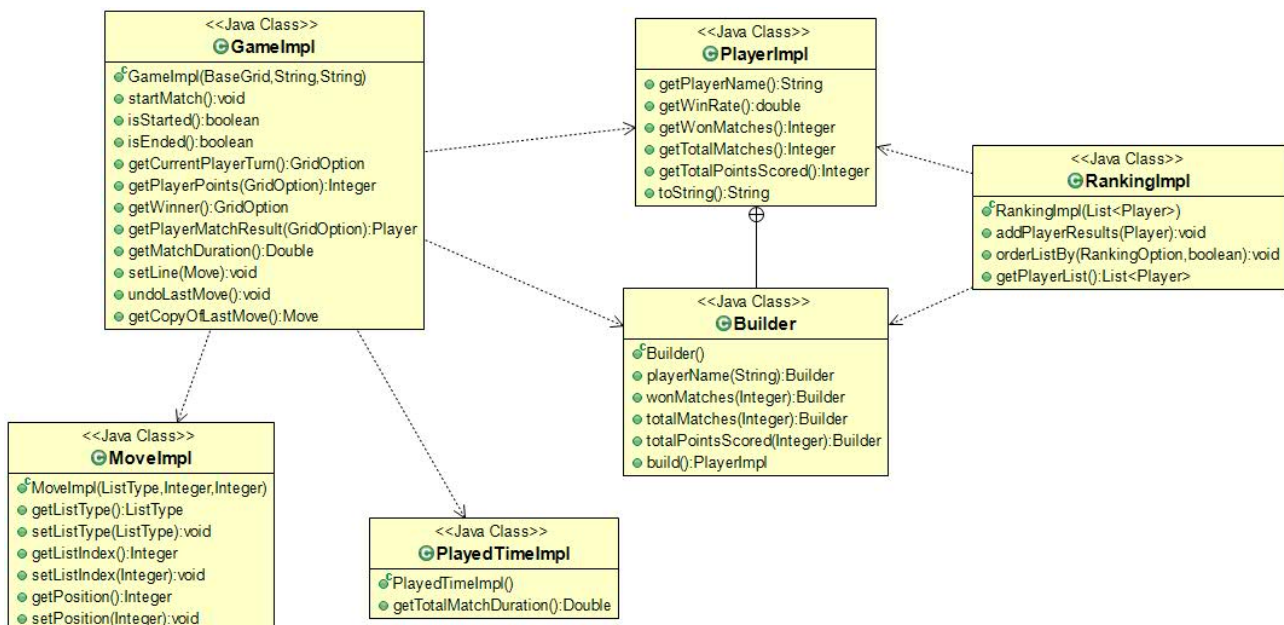 <<Java Class>>
GameImpl
GameImpl(BaseGrid,String,String)
startMatch():void
isStarted():boolean
isEnded():boolean
getCurrentPlayerTurn():GridOption
getPlayerPoints(GridOption):Integer
getWinner():GridOption
getPlayerMatchResult(GridOption):Player
getMatchDuration():Double
setLine(Move):void
undoLastMove():void
getCopyOfLastMove():Move
<<Java Class>>
PlayerImpl
getPlayerName():String
getWinRate():double
getWonMatches():Integer
getTotalMatches():Integer
getTotalPointsScored():Integer
toString():String
<<Java Class>>
RankingImpl
RankingImpl(List<Player>)
addPlayerResults(Player):void
orderListBy(RankingOption,boolean):void
getPlayerList():List<Player>
<<Java Class>>
Builder
Builder()
playerName(String):Builder
wonMatches(Integer):Builder
totalMatches(Integer):Builder
totalPointsScored(Integer):Builder
build():PlayerImpl
<<Java Class>>
MoveImpl
MoveImpl(ListType,Integer,Integer)
getListType():ListType
setListType(ListType):void
getListIndex():Integer
setListIndex(Integer):void
getPosition():Integer
setPosition(Integer):void
<<Java Class>>
PlayedTimeImpl
PlayedTimeImpl()
getTotalMatchDuration():Double